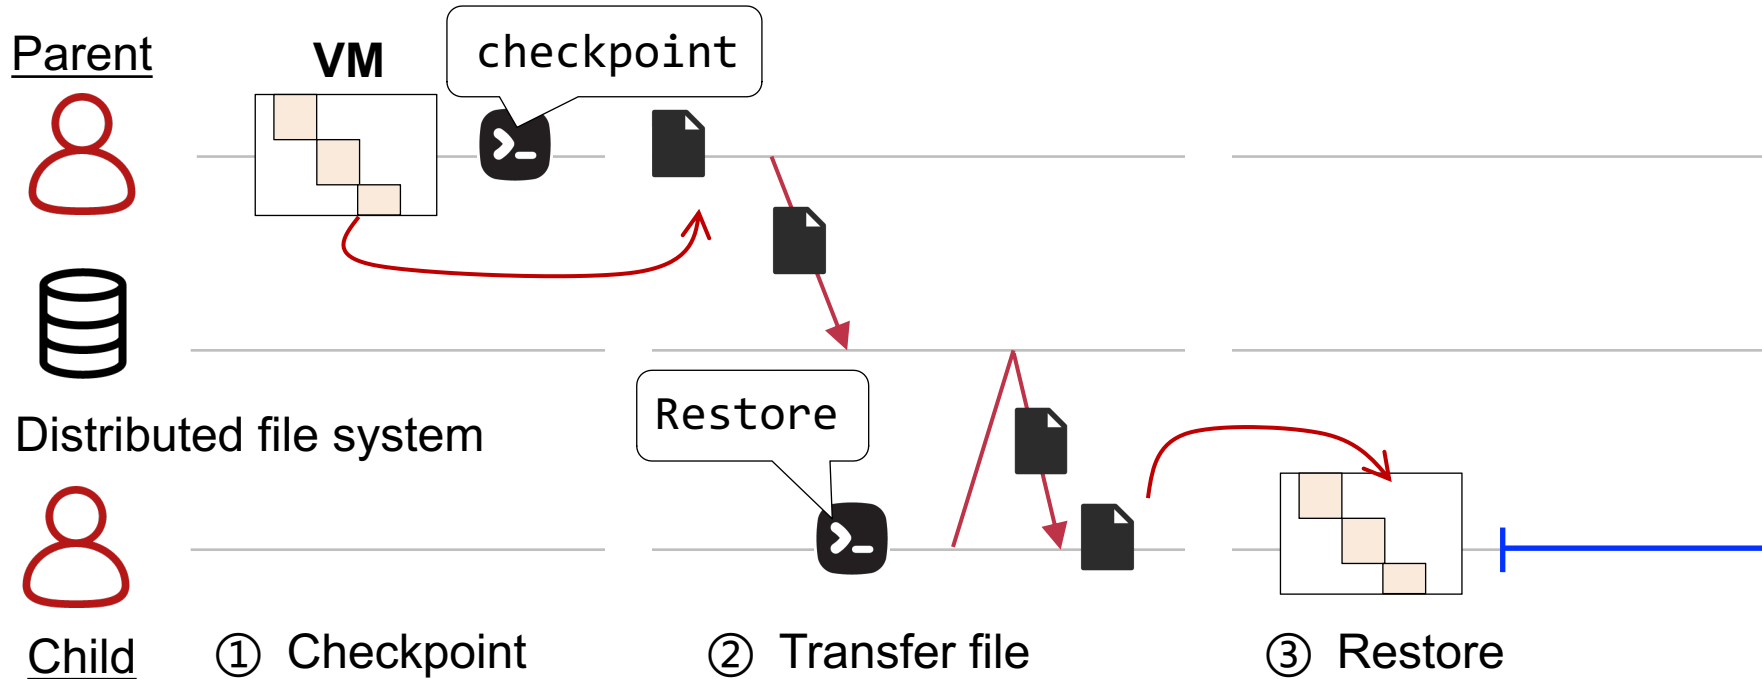 Parent
VM
checkpoint
Restore
Distributed file system
Child
① Checkpoint
② Transfer file
③ Restore